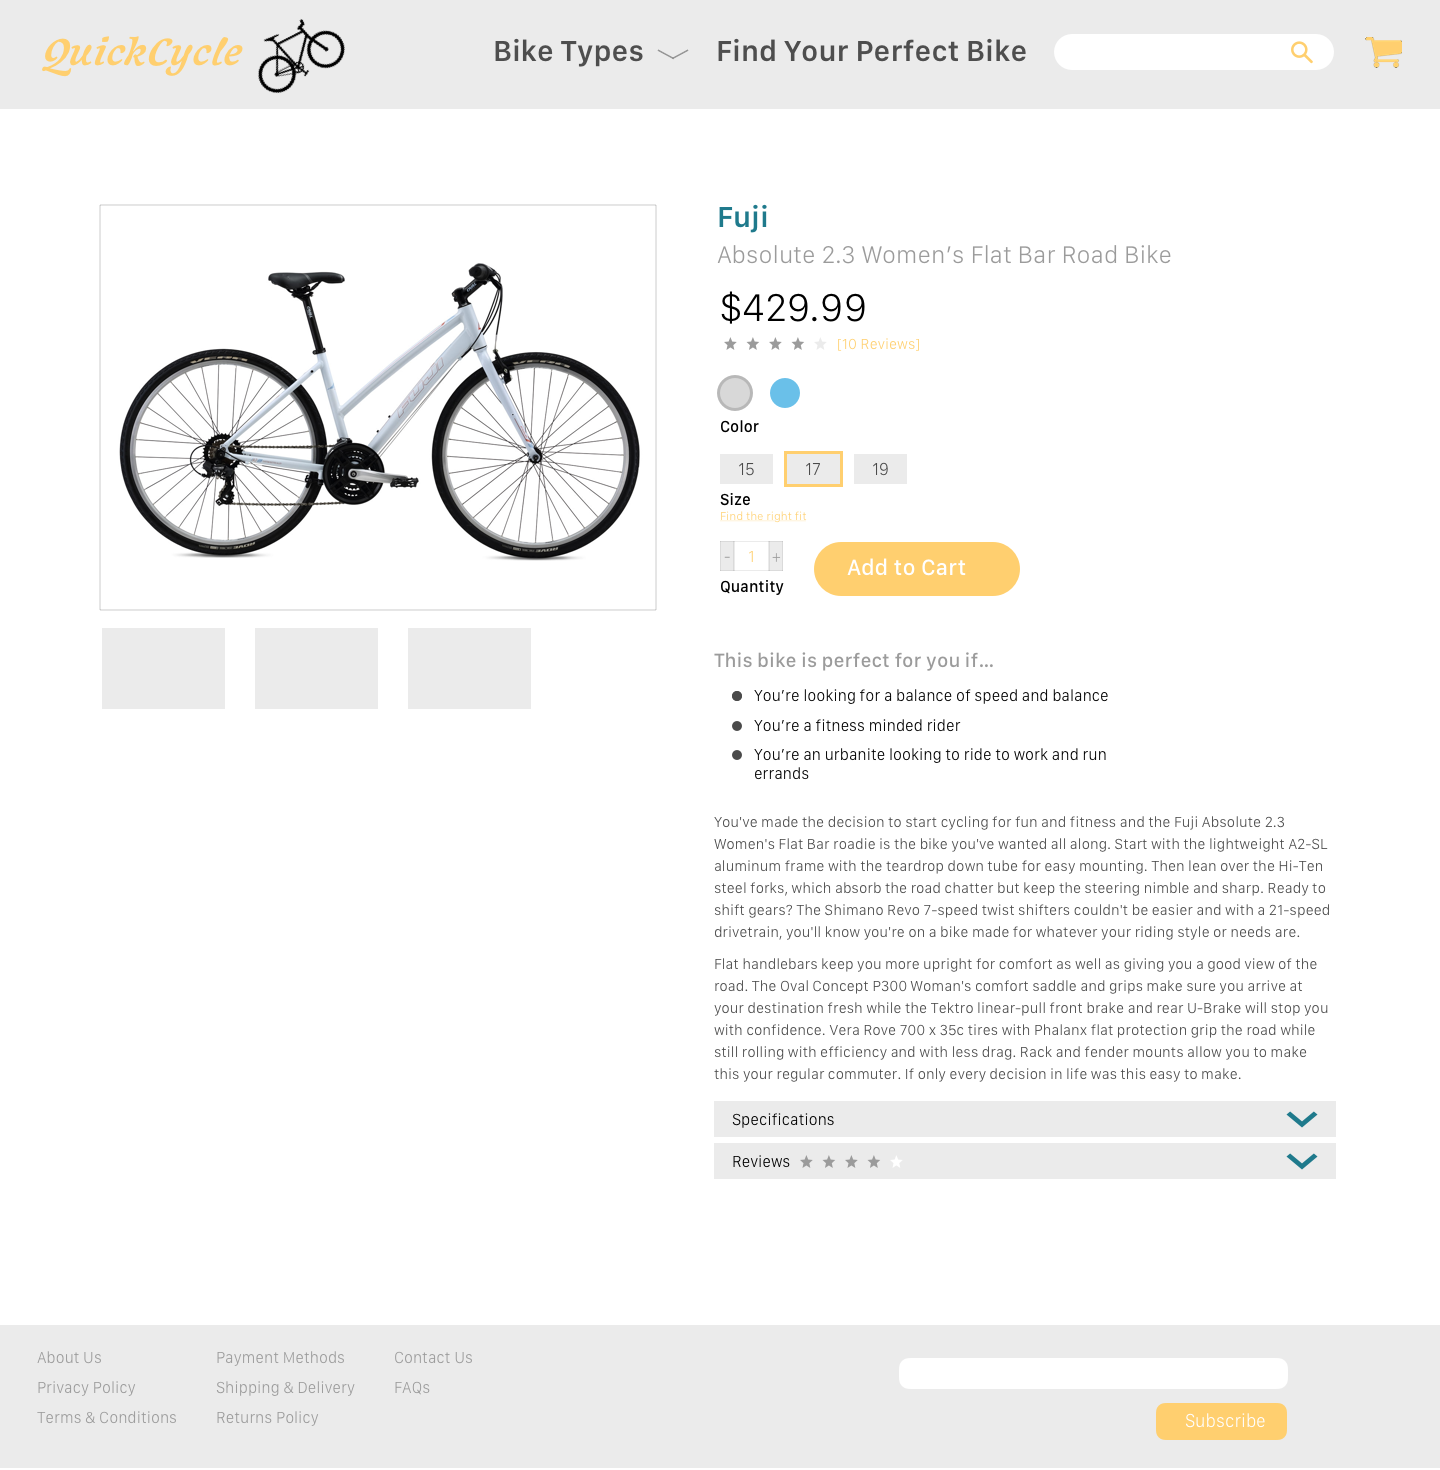 QuickCycle
Bike Types
Find Your Perfect Bike
Fuji
Absolute 2.3 Women's Flat Bar Road Bike
$429.99
[10 Reviews]
Color
15 17 19
Size
Find the right fit
- 1 +
Add to Cart
Quantity
This bike is perfect for you if...
You're looking for a balance of speed and balance
You're a fitness minded rider
You're an urbanite looking to ride to work and run
errands
You've made the decision to start cycling for fun and fitness and the Fuji Absolute 2.3
Women's Flat Bar roadie is the bike you've wanted all along. Start with the lightweight A2-SL
aluminum frame with the teardrop down tube for easy mounting. Then lean over the Hi-Ten
steel forks, which absorb the road chatter but keep the steering nimble and sharp. Ready to
shift gears? The Shimano Revo 7-speed twist shifters couldn't be easier and with a 21-speed
drivetrain, you'll know you're on a bike made for whatever your riding style or needs are.
Flat handlebars keep you more upright for comfort as well as giving you a good view of the
road. The Oval Concept P300 Woman's comfort saddle and grips make sure you arrive at
your destination fresh while the Tektro linear-pull front brake and rear U-Brake will stop you
with confidence. Vera Rove 700 x 35c tires with Phalanx flat protection grip the road while
still rolling with efficiency and with less drag. Rack and fender mounts allow you to make
this your regular commuter. If only every decision in life was this easy to make.
Specifications
Reviews
About Us
Privacy Policy
Terms & Conditions
Payment Methods
Shipping & Delivery
Returns Policy
Contact Us
FAQs
Subscribe